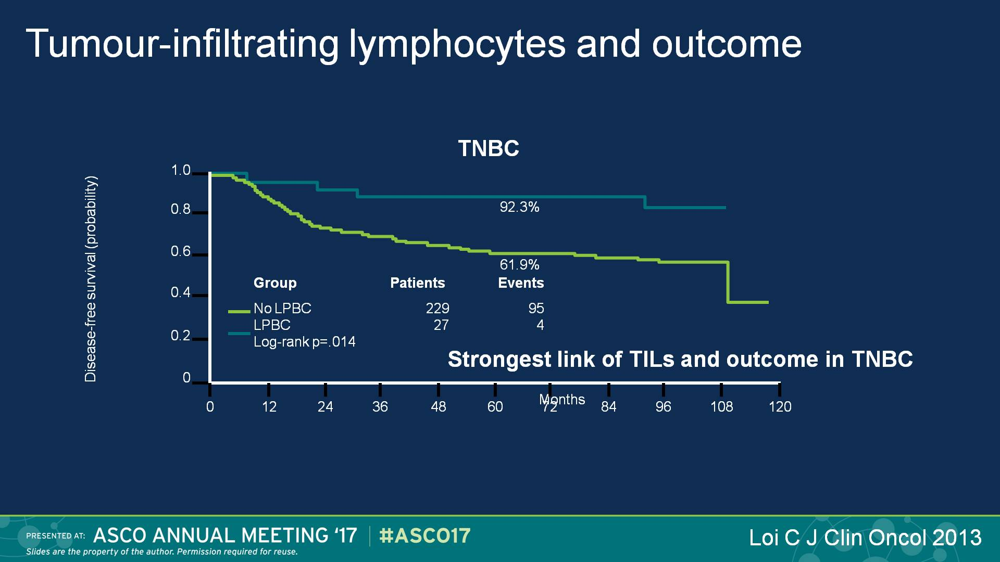 Tumour-infiltrating lymphocytes and outcome
TNBC
Disease-free survival (probability)
1.0
0.8
0.6
0.4
0.2
0
92.3%
61.9%
Group Patients Events
No LPBC 229 95
LPBC 27 4
Log-rank p=.014
Strongest link of TILs and outcome in TNBC
Months
0 12 24 36 48 60 72 84 96 108 120
PRESENTED AT: ASCO ANNUAL MEETING ‘17 | #ASCO17
Slides are the property of the author. Permission required for reuse.
Loi C J Clin Oncol 2013